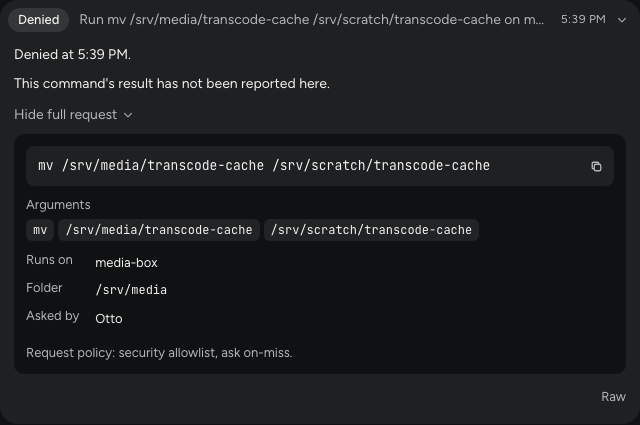 Denied Run mv /srv/media/transcode-cache /srv/scratch/transcode-cache on m... 5:39 PM
Denied at 5:39 PM.
This command's result has not been reported here.
Hide full request
mv /srv/media/transcode-cache /srv/scratch/transcode-cache
Arguments
mv /srv/media/transcode-cache /srv/scratch/transcode-cache
Runs on media-box
Folder /srv/media
Asked by Otto
Request policy: security allowlist, ask on-miss.
Raw